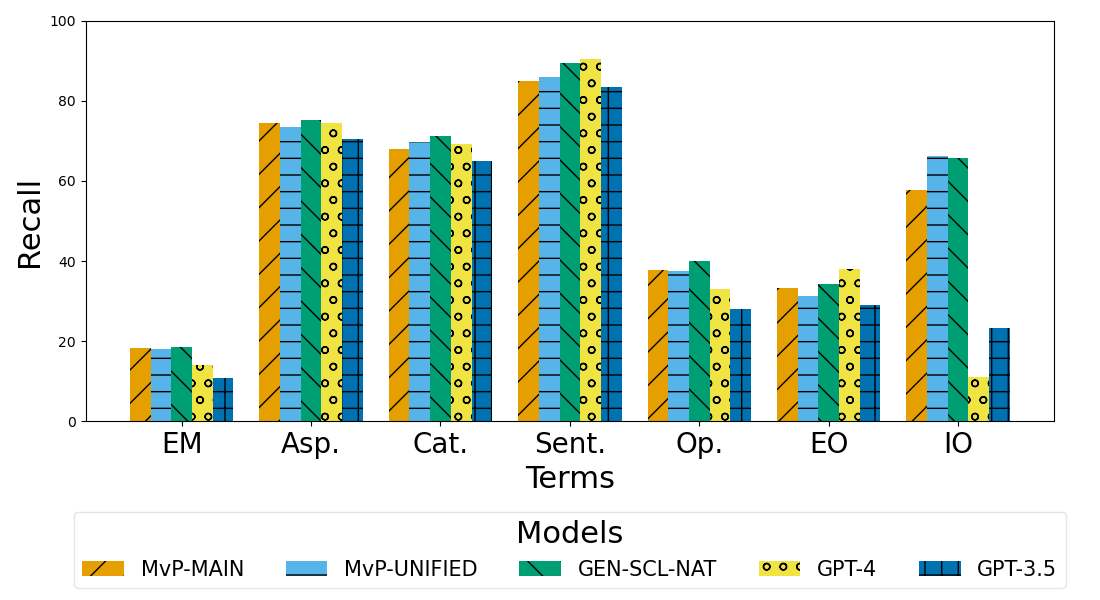 100
80
60
40
20
0
Recall
EM Asp. Cat. Sent. Op. EO IO
Terms
Models
MvP-MAIN MvP-UNIFIED GEN-SCL-NAT GPT-4 GPT-3.5